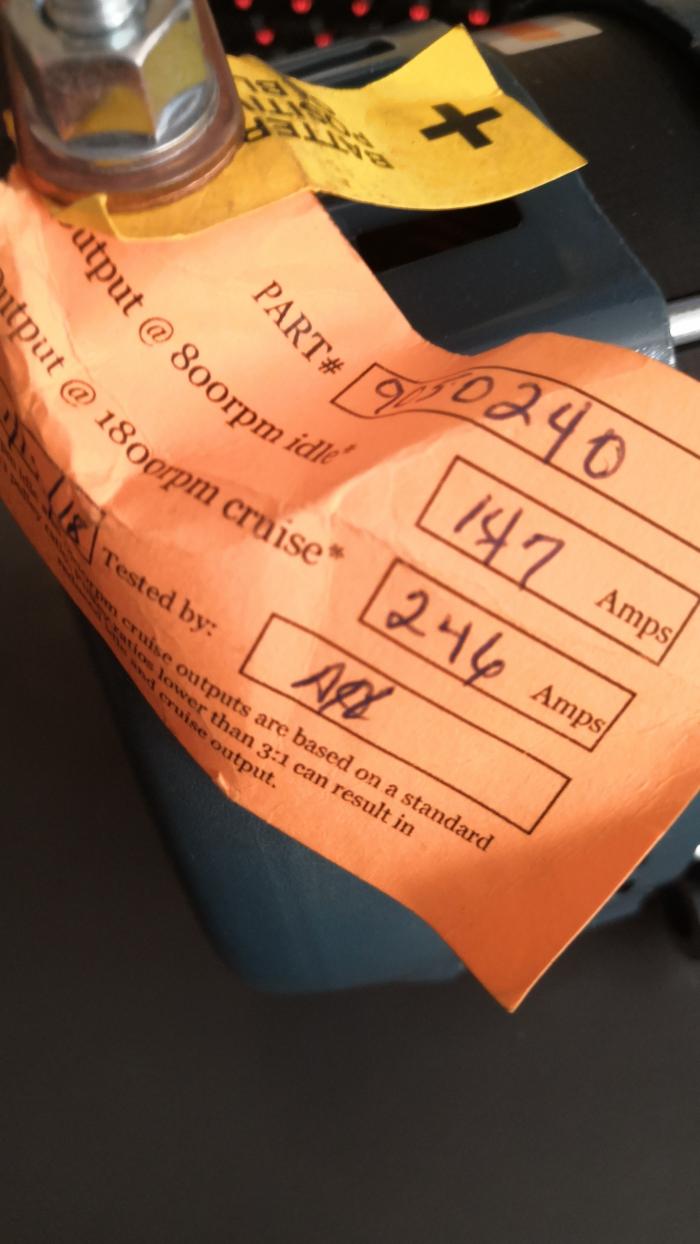 BATTERY
POSITIV
+
PART# 9050240
utput @ 800rpm idle* 147 Amps
utput @ 1800rpm cruise* 246 Amps
18 Tested by:
rpm cruise outputs are based on a standard
ratios lower than 3:1 can result in
and cruise output.